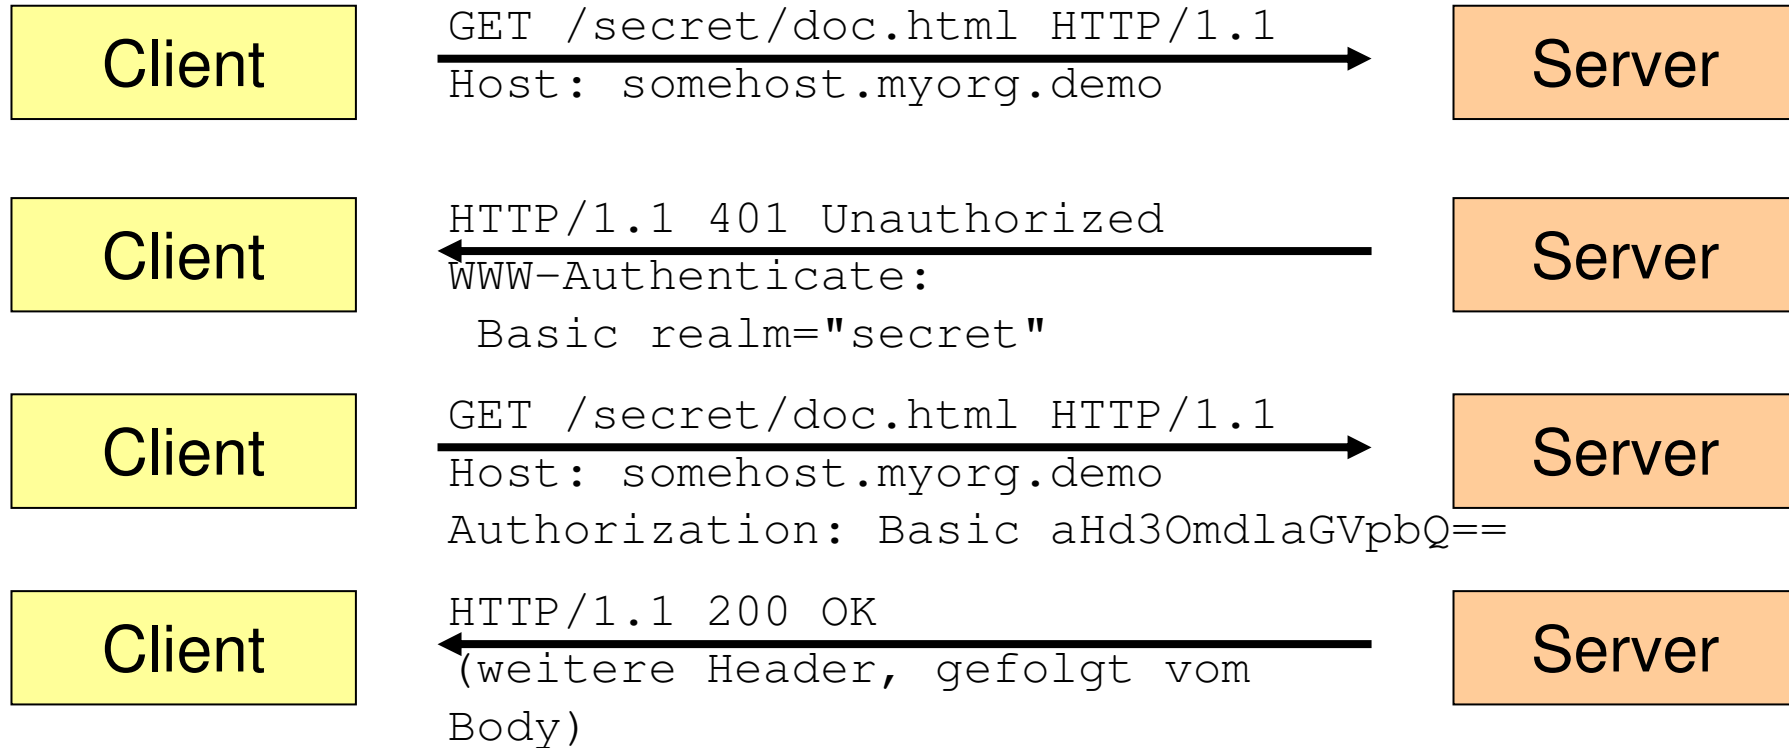 Client
GET /secret/doc.html HTTP/1.1
Host: somehost.myorg.demo
Server
Client
HTTP/1.1 401 Unauthorized
WWW-Authenticate:
Basic realm="secret"
Server
Client
GET /secret/doc.html HTTP/1.1
Host: somehost.myorg.demo
Authorization: Basic aHd3OmdlaGVpbQ==
Server
Client
HTTP/1.1 200 OK
(weitere Header, gefolgt vom
Body)
Server